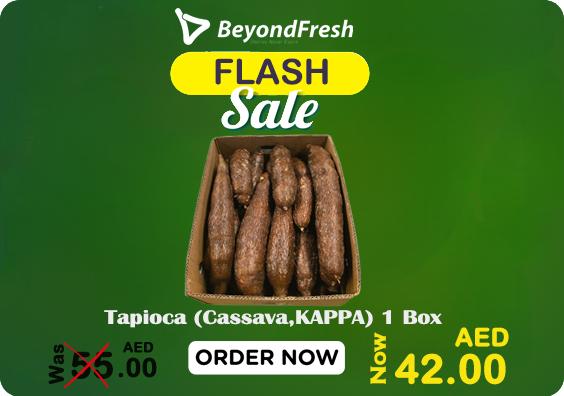 BeyondFresh
FLASH
Sale
Tapioca (Cassava,KAPPA) 1 Box
Was 55.00 AED
ORDER NOW
Now AED 42.00